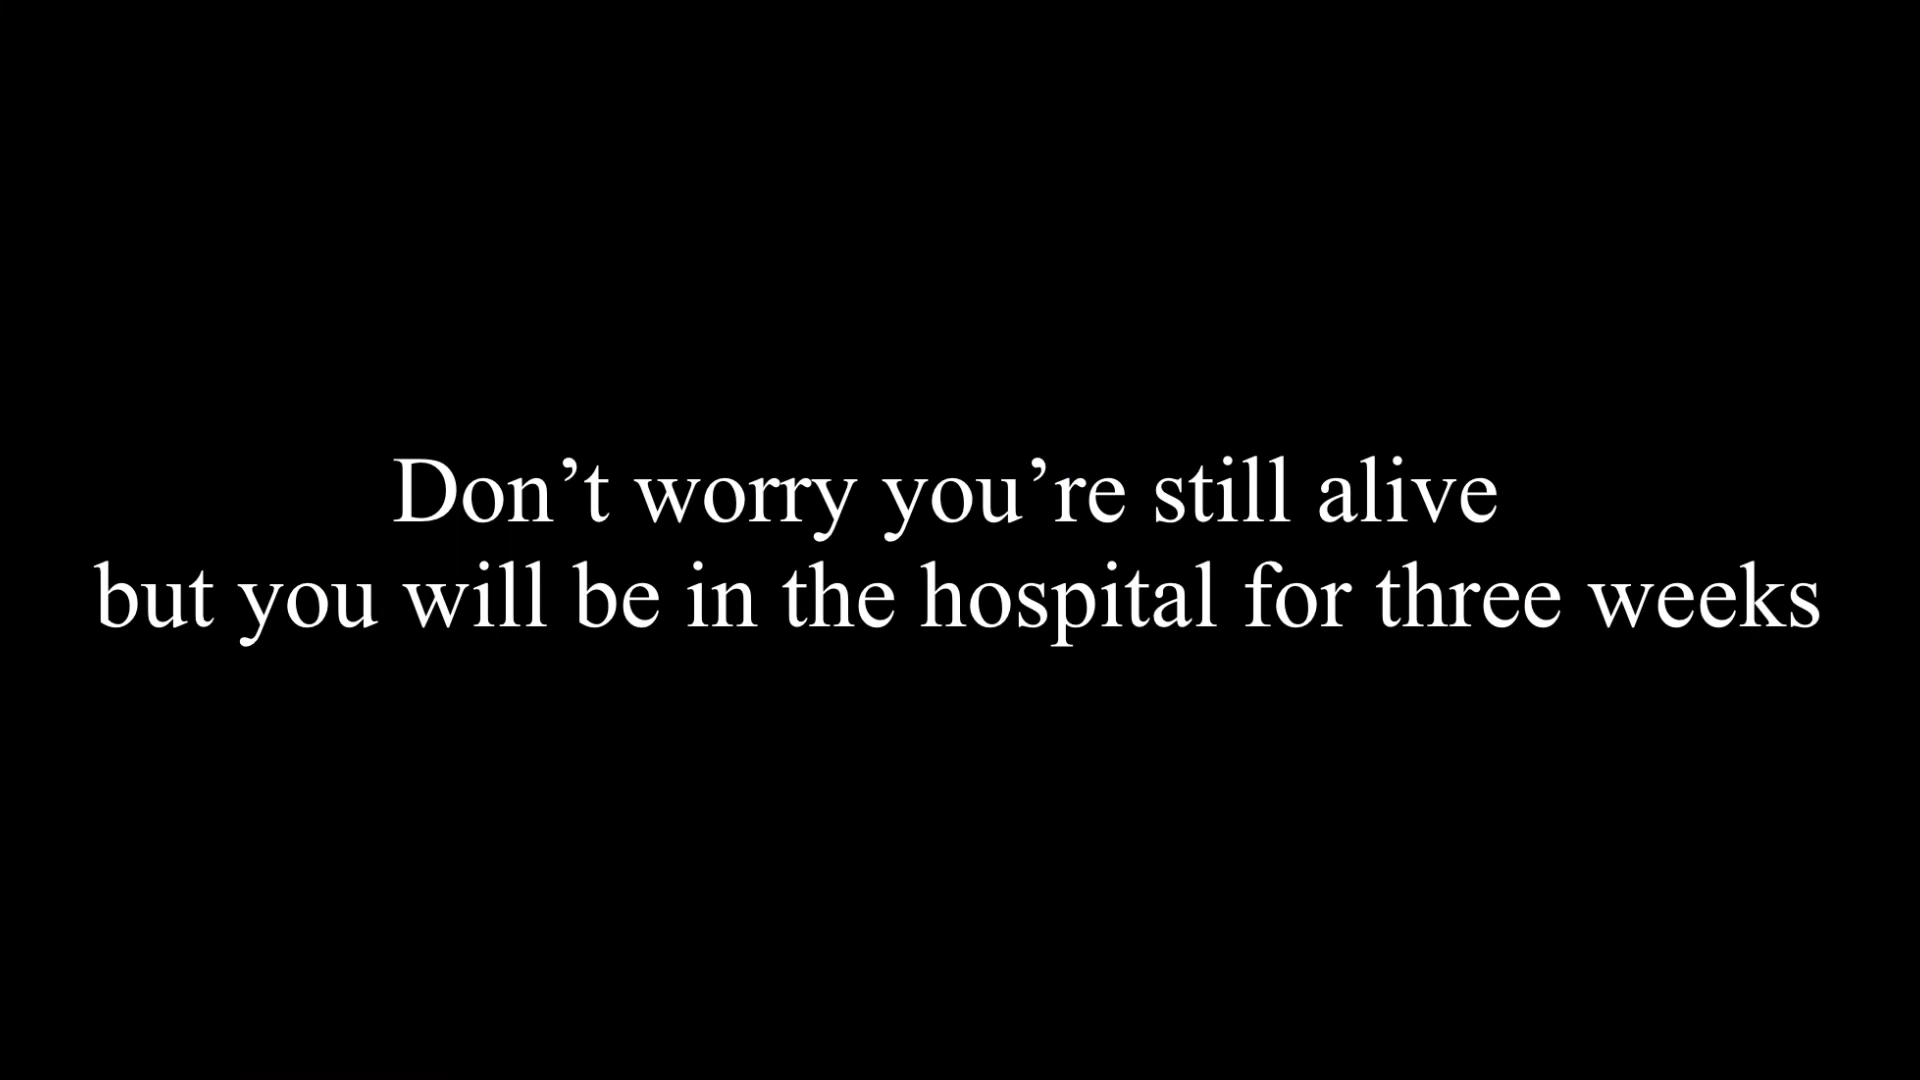 Don’t worry you’re still alive
but you will be in the hospital for three weeks